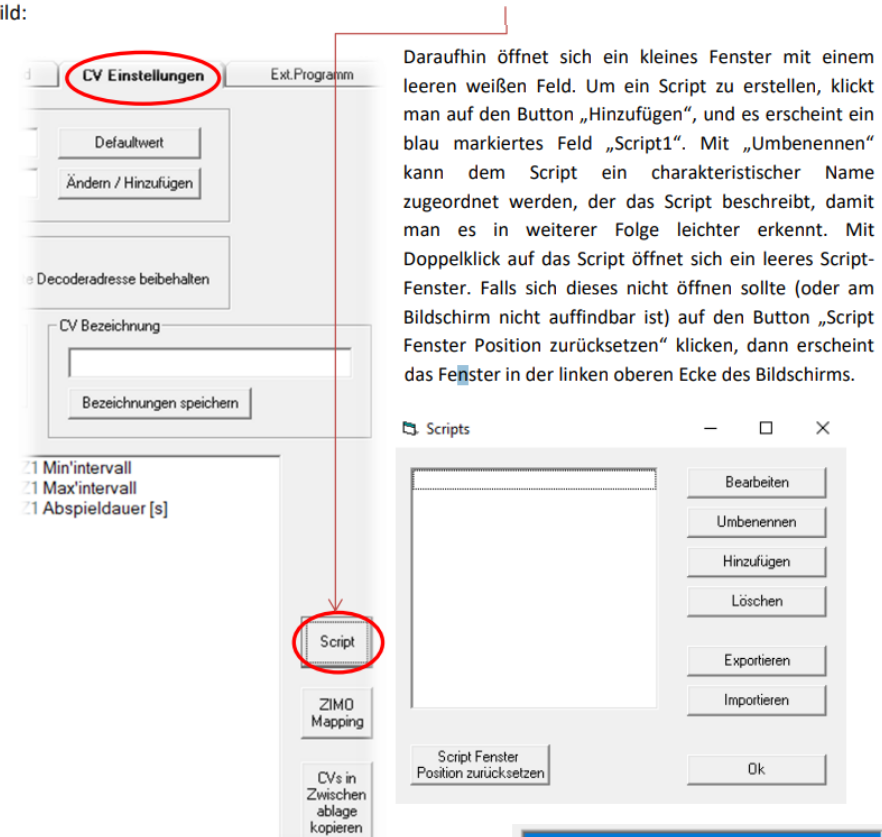 ild:
CV Einstellungen
Ext.Programm
Defaultwert
Ändern / Hinzufügen
Decoderadresse beibehalten
CV Bezeichnung
Bezeichnungen speichern
Min'intervall
Max'intervall
Abspieldauer [s]
Script
ZIMO
Mapping
CVs in
Zwischen
ablage
kopieren
Daraufhin öffnet sich ein kleines Fenster mit einem
leeren weißen Feld. Um ein Script zu erstellen, klickt
man auf den Button „Hinzufügen“, und es erscheint ein
blau markiertes Feld „Script1“. Mit „Umbenennen“
kann dem Script ein charakteristischer Name
zugeordnet werden, der das Script beschreibt, damit
man es in weiterer Folge leichter erkennt. Mit
Doppelklick auf das Script öffnet sich ein leeres Script-
Fenster. Falls sich dieses nicht öffnen sollte (oder am
Bildschirm nicht auffindbar ist) auf den Button „Script
Fenster Position zurücksetzen“ klicken, dann erscheint
das Fenster in der linken oberen Ecke des Bildschirms.
Scripts
Bearbeiten
Umbenennen
Hinzufügen
Löschen
Exportieren
Importieren
Script Fenster
Position zurücksetzen
Ok